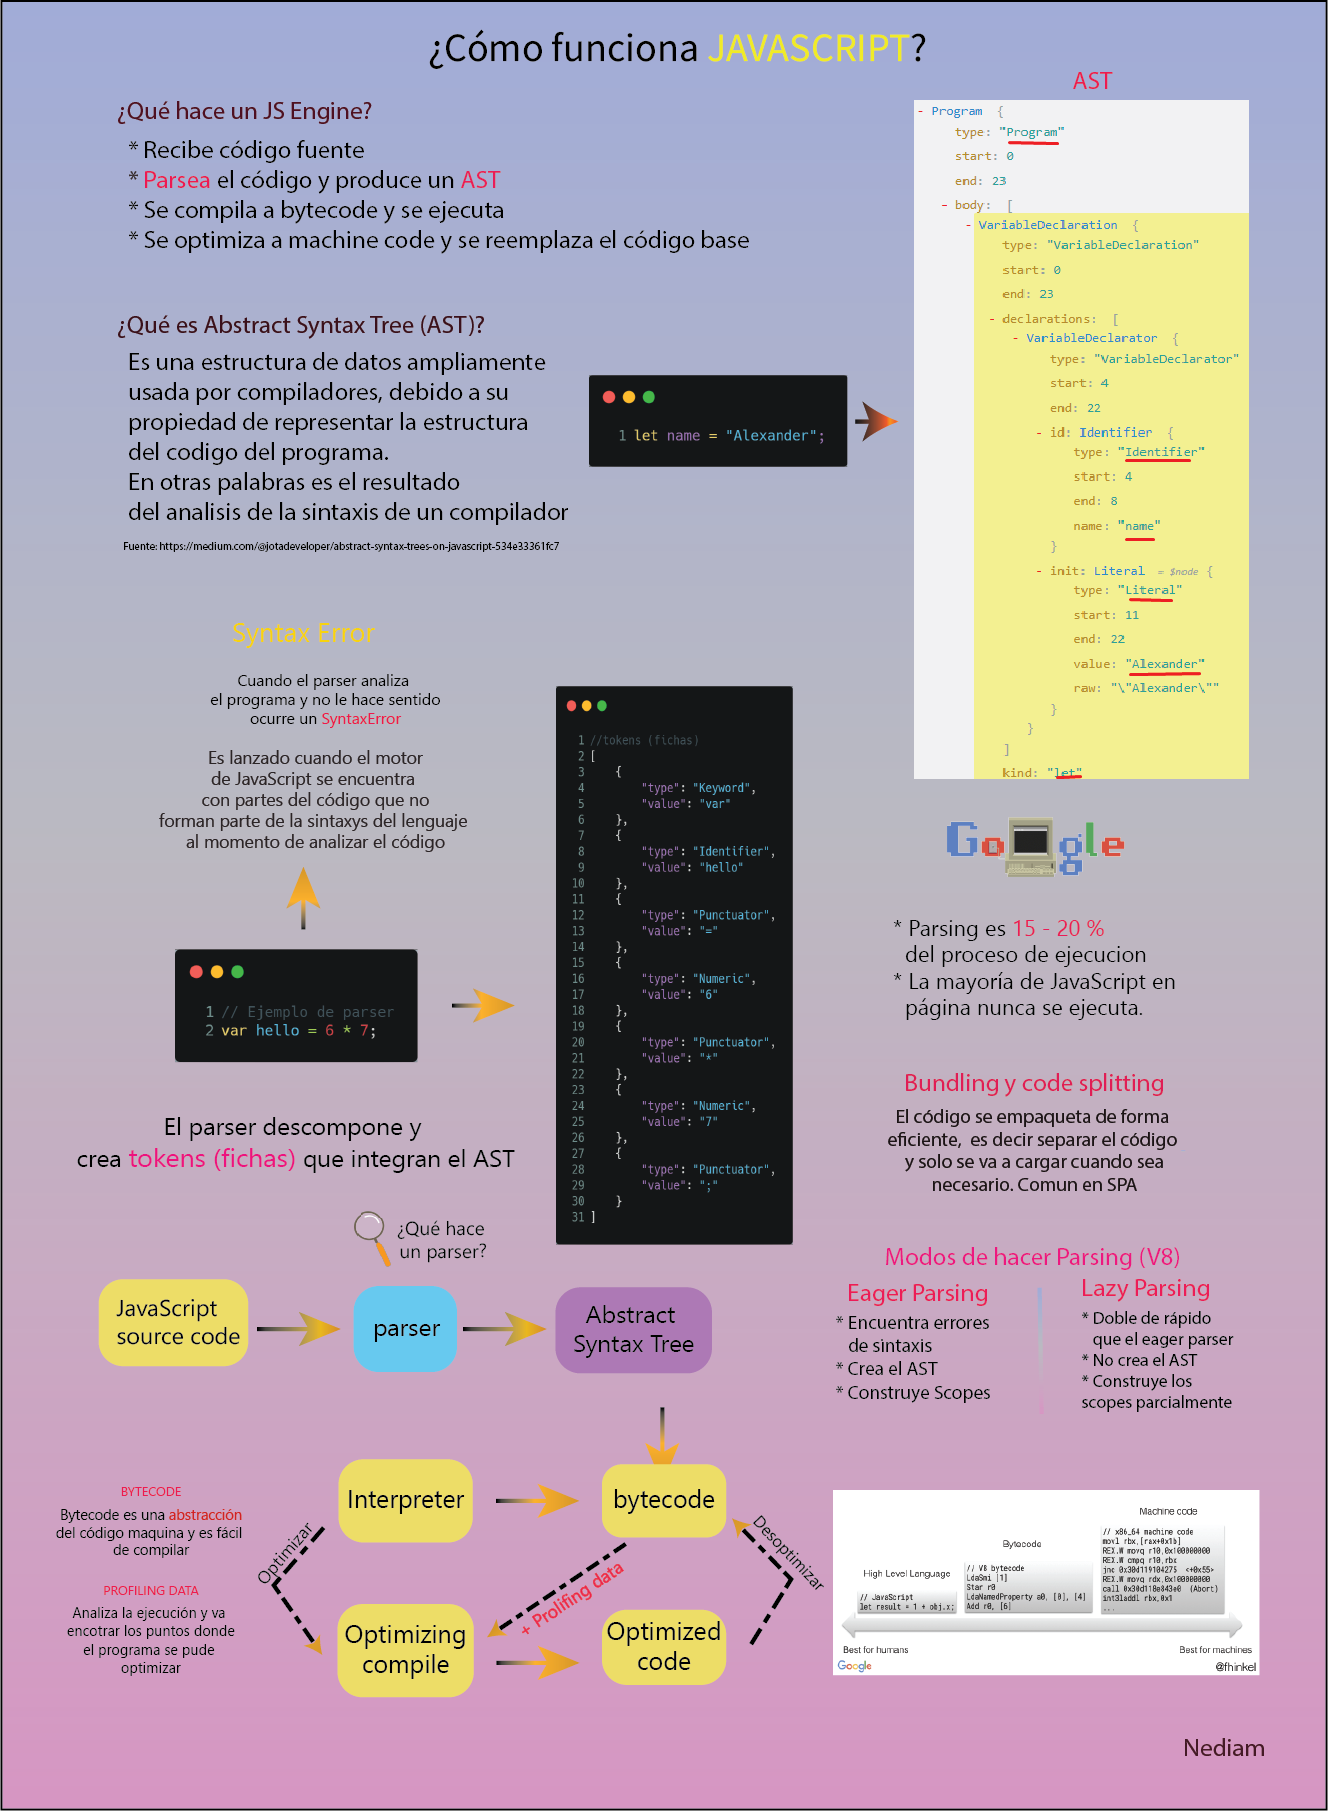 ¿Cómo funciona JAVASCRIPT?
¿Qué hace un JS Engine?
* Recibe código fuente
* Parsea el código y produce un AST
* Se compila a bytecode y se ejecuta
* Se optimiza a machine code y se reemplaza el código base
¿Qué es Abstract Syntax Tree (AST)?
Es una estructura de datos ampliamente
usada por compiladores, debido a su
propiedad de representar la estructura
del codigo del programa.
En otras palabras es el resultado
del analisis de la sintaxis de un compilador
Fuente: https://medium.com/@jotadeveloper/abstract-syntax-trees-on-javascript-534e33361fc7
1 let name = "Alexander";
AST
- Program {
type: "Program"
start: 0
end: 23
- body: [
- VariableDeclaration {
type: "VariableDeclaration"
start: 0
end: 23
- declarations: [
- VariableDeclarator {
type: "VariableDeclarator"
start: 4
end: 22
- id: Identifier {
type: "Identifier"
start: 4
end: 8
name: "name"
}
- init: Literal = $node {
type: "Literal"
start: 11
end: 22
value: "Alexander"
raw: "\"Alexander\""
}
}
]
kind: "let"
Syntax Error
Cuando el parser analiza
el programa y no le hace sentido
ocurre un SyntaxError
Es lanzado cuando el motor
de JavaScript se encuentra
con partes del código que no
forman parte de la sintaxys del lenguaje
al momento de analizar el código
1 // Ejemplo de parser
2 var hello = 6 * 7;
El parser descompone y
crea tokens (fichas) que integran el AST
1 //tokens (fichas)
2 [
3 {
4 "type": "Keyword",
5 "value": "var"
6 },
7 {
8 "type": "Identifier",
9 "value": "hello"
10 },
11 {
12 "type": "Punctuator",
13 "value": "="
14 },
15 {
16 "type": "Numeric",
17 "value": "6"
18 },
19 {
20 "type": "Punctuator",
21 "value": "*"
22 },
23 {
24 "type": "Numeric",
25 "value": "7"
26 },
27 {
28 "type": "Punctuator",
29 "value": ";"
30 }
31 ]
Google
* Parsing es 15 - 20 %
del proceso de ejecucion
* La mayoría de JavaScript en
página nunca se ejecuta.
Bundling y code splitting
El código se empaqueta de forma
eficiente, es decir separar el código
y solo se va a cargar cuando sea
necesario. Comun en SPA
¿Qué hace
un parser?
JavaScript
source code
parser
Abstract
Syntax Tree
Modos de hacer Parsing (V8)
Eager Parsing
* Encuentra errores
de sintaxis
* Crea el AST
* Construye Scopes
Lazy Parsing
* Doble de rápido
que el eager parser
* No crea el AST
* Construye los
scopes parcialmente
BYTECODE
Bytecode es una abstracción
del código maquina y es fácil
de compilar
PROFILING DATA
Analiza la ejecución y va
encotrar los puntos donde
el programa se pude
optimizar
Interpreter
bytecode
Optimizar
+ Prolifing data
Desoptimizar
Optimizing
compile
Optimized
code
High Level Language
// JavaScript
let result = 1 + obj.x;
Bytecode
// V8 bytecode
LdaSmi [1]
Star r0
LdaNamedProperty a0, [0], [4]
Add r0, [6]
Machine code
// x86_64 machine code
movl rbx,[rax+0x1b]
REX.W movq r10,0x100000000
REX.W cmpq r10,rbx
jnc 0x30d119104275 <+0x55>
REX.W movq rdx,0x100000000
call 0x30d118e843e0 (Abort)
int3laddl rbx,0x1
...
Best for humans
Best for machines
Google
@fhinkel
Nediam